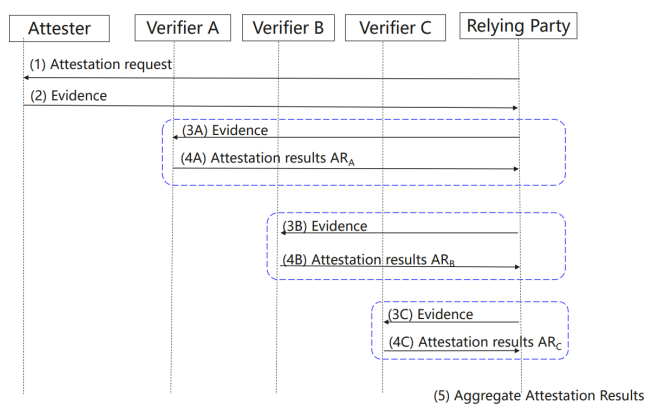 Attester Verifier A Verifier B Verifier C Relying Party
(1) Attestation request
(2) Evidence
(3A) Evidence
(4A) Attestation results ARA
(3B) Evidence
(4B) Attestation results ARB
(3C) Evidence
(4C) Attestation results ARC
(5) Aggregate Attestation Results